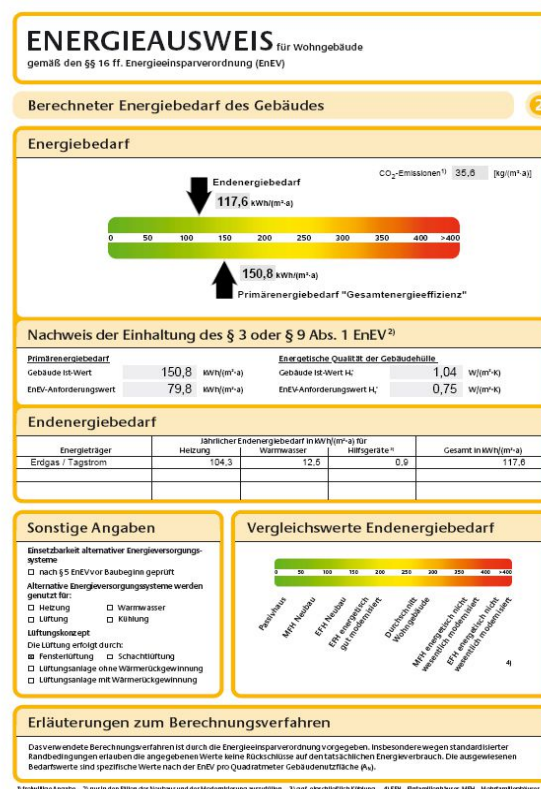 ENERGIEAUSWEIS für Wohngebäude
gemäß den §§ 16 ff. Energieeinsparverordnung (EnEV)
Berechneter Energiebedarf des Gebäudes 2
Energiebedarf
CO2-Emissionen 1) 35,6 [kg/(m²·a)]
Endenergiebedarf
117,6 kWh/(m²·a)
0 50 100 150 200 250 300 350 400 >400
150,8 kWh/(m²·a)
Primärenergiebedarf "Gesamtenergieeffizienz"
Nachweis der Einhaltung des § 3 oder § 9 Abs. 1 EnEV 2)
Primärenergiebedarf Energetische Qualität der Gebäudehülle
Gebäude Ist-Wert 150,8 kWh/(m²·a) Gebäude Ist-Wert HT' 1,04 W/(m²·K)
EnEV-Anforderungswert 79,8 kWh/(m²·a) EnEV-Anforderungswert HT' 0,75 W/(m²·K)
Endenergiebedarf
Jährlicher Endenergiebedarf in kWh/(m²·a) für
Energieträger Heizung Warmwasser Hilfsgeräte 3) Gesamt in kWh/(m²·a)
Erdgas / Tagstrom 104,3 12,5 0,9 117,6
Sonstige Angaben
Einsetzbarkeit alternativer Energieversorgungs-
systeme
☐ nach § 5 EnEV vor Baubeginn geprüft
Alternative Energieversorgungssysteme werden
genutzt für:
☐ Heizung ☐ Warmwasser
☐ Lüftung ☐ Kühlung
Lüftungskonzept
Die Lüftung erfolgt durch:
☒ Fensterlüftung ☐ Schachtlüftung
☐ Lüftungsanlage ohne Wärmerückgewinnung
☐ Lüftungsanlage mit Wärmerückgewinnung
Vergleichswerte Endenergiebedarf
0 50 100 150 200 250 300 350 400 >400
Passivhaus
MFH Neubau
EFH Neubau
EFH energetisch
gut modernisiert
Durchschnitt
Wohngebäude
MFH energetisch nicht
wesentlich modernisiert
EFH energetisch nicht
wesentlich modernisiert
4)
Erläuterungen zum Berechnungsverfahren
Das verwendete Berechnungsverfahren ist durch die Energieeinsparverordnung vorgegeben. Insbesondere wegen standardisierter
Randbedingungen erlauben die angegebenen Werte keine Rückschlüsse auf den tatsächlichen Energieverbrauch. Die ausgewiesenen
Bedarfswerte sind spezifische Werte nach der EnEV pro Quadratmeter Gebäudenutzfläche (AN).